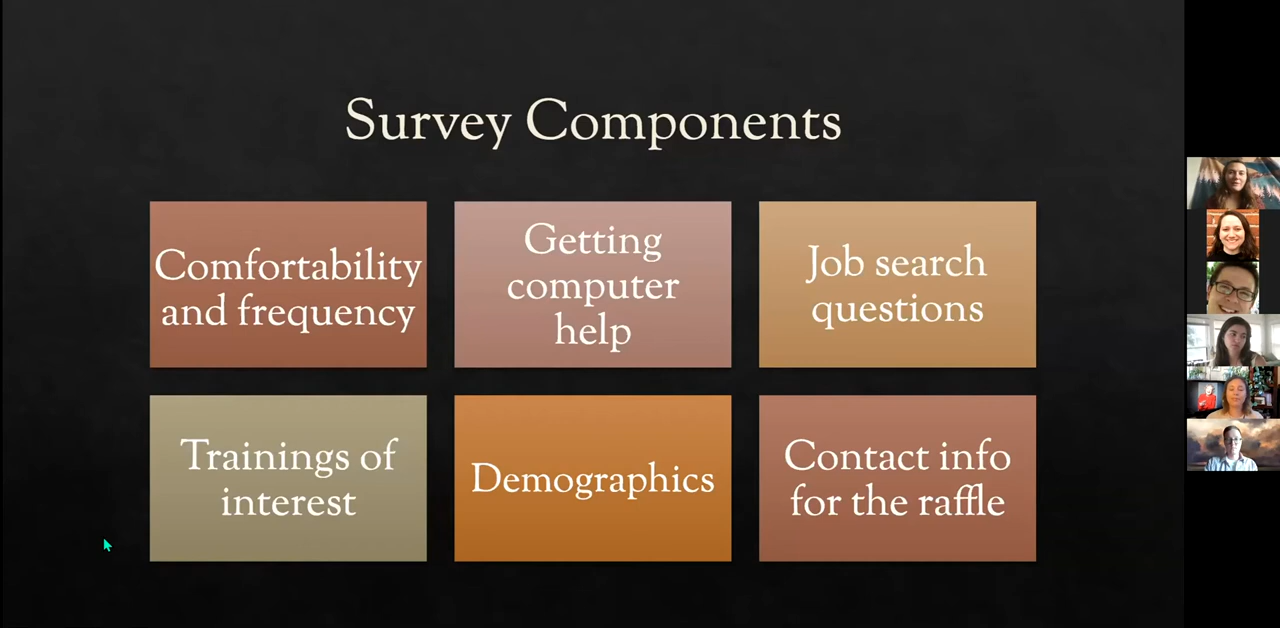 Survey Components
Comfortability
and frequency
Getting
computer
help
Job search
questions
Trainings of
interest
Demographics
Contact info
for the raffle